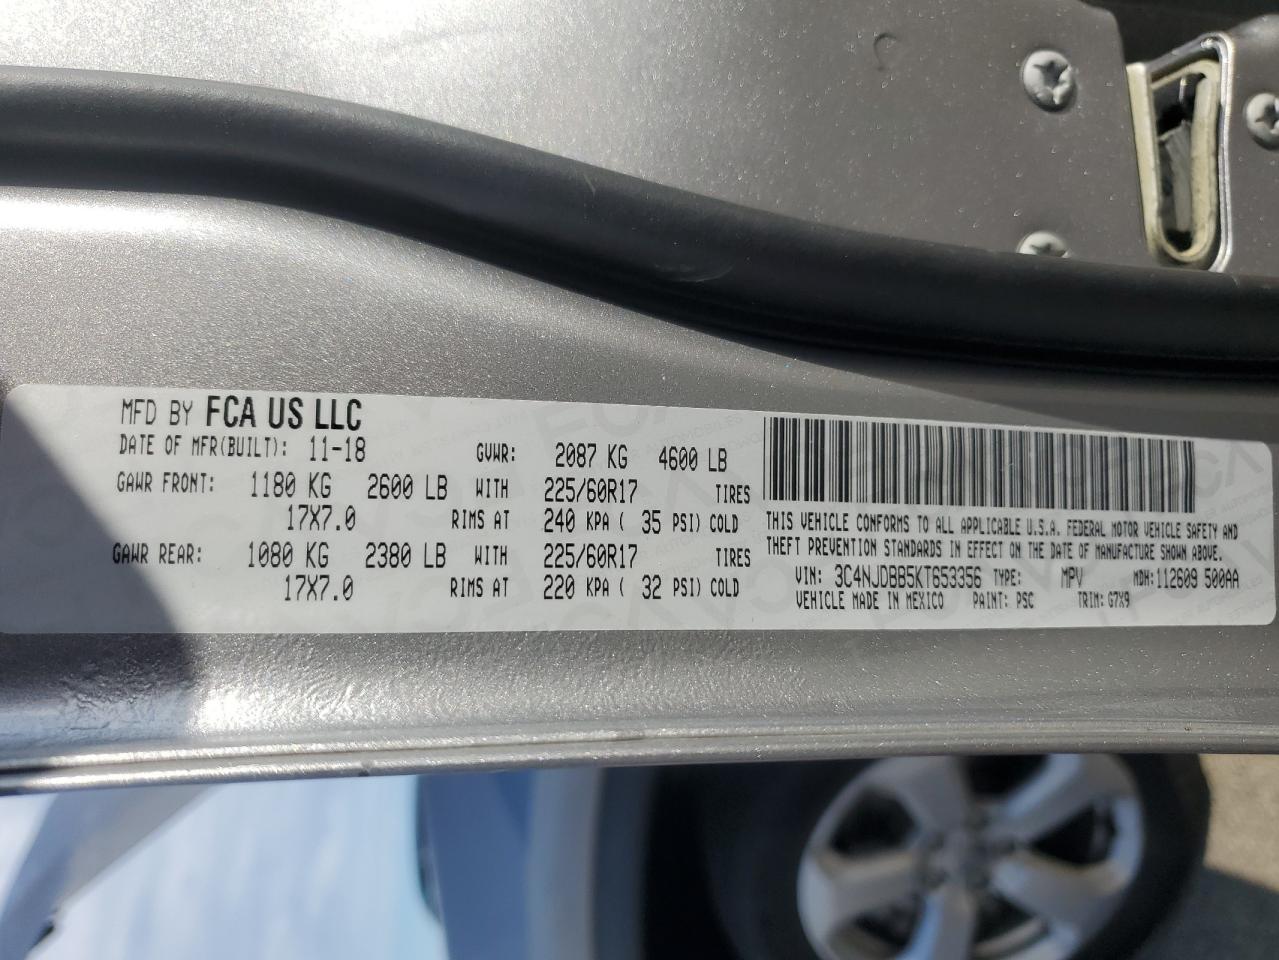 MFD BY FCA US LLC
DATE OF MFR(BUILT): 11-18 GVWR: 2087 KG 4600 LB
GAWR FRONT: 1180 KG 2600 LB WITH 225/60R17 TIRES
17X7.0 RIMS AT 240 KPA ( 35 PSI) COLD
GAWR REAR: 1080 KG 2380 LB WITH 225/60R17 TIRES
17X7.0 RIMS AT 220 KPA ( 32 PSI) COLD
THIS VEHICLE CONFORMS TO ALL APPLICABLE U.S.A. FEDERAL MOTOR VEHICLE SAFETY AND
THEFT PREVENTION STANDARDS IN EFFECT ON THE DATE OF MANUFACTURE SHOWN ABOVE.
VIN: 3C4NJDBB5KT653356 TYPE: MPV MDH:112609 500AA
VEHICLE MADE IN MEXICO PAINT: PSC TRIM: G7X9